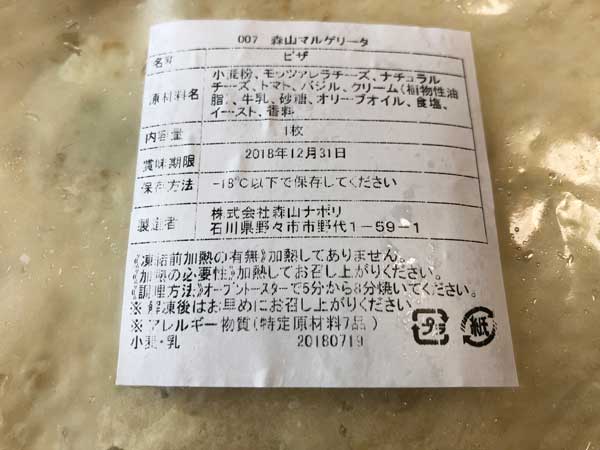 007 森山マルゲリータ
名称 ピザ
原材料名 小麦粉、モッツァレラチーズ、ナチュラル
チーズ、トマト、バジル、クリーム(植物性油
脂)、牛乳、砂糖、オリーブオイル、食塩、
イースト、香料
内容量 1枚
賞味期限 2018年12月31日
保存方法 -18℃以下で保存してください
製造者 株式会社森山ナポリ
石川県野々市市野代1-59-1
《凍結前加熱の有無》加熱してありません。
《加熱の必要性》加熱してお召し上がりください。
《調理方法》オーブントースターで5分から8分焼いてください。
※解凍後はお早めにお召し上がりください。
※アレルギー物質(特定原材料7品)
小麦・乳 20180719
プラ 紙